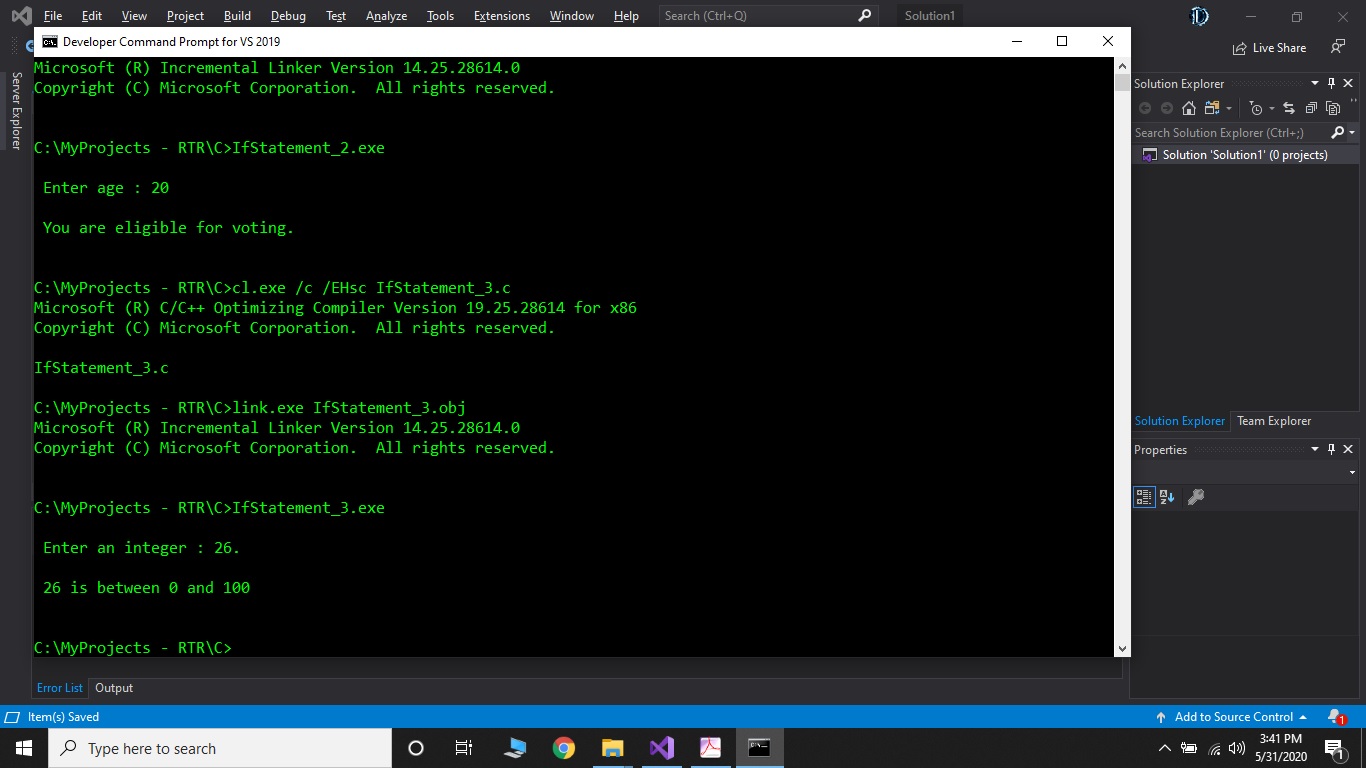 File Edit View Project Build Debug Test Analyze Tools Extensions Window Help Search (Ctrl+Q) Solution1
Developer Command Prompt for VS 2019
Live Share
Server Explorer
Microsoft (R) Incremental Linker Version 14.25.28614.0
Copyright (C) Microsoft Corporation.  All rights reserved.
C:\MyProjects - RTR\C>IfStatement_2.exe
Enter age : 20
You are eligible for voting.
C:\MyProjects - RTR\C>cl.exe /c /EHsc IfStatement_3.c
Microsoft (R) C/C++ Optimizing Compiler Version 19.25.28614 for x86
Copyright (C) Microsoft Corporation.  All rights reserved.
IfStatement_3.c
C:\MyProjects - RTR\C>link.exe IfStatement_3.obj
Microsoft (R) Incremental Linker Version 14.25.28614.0
Copyright (C) Microsoft Corporation.  All rights reserved.
C:\MyProjects - RTR\C>IfStatement_3.exe
Enter an integer : 26.
26 is between 0 and 100
C:\MyProjects - RTR\C>
Solution Explorer
Search Solution Explorer (Ctrl+;)
Solution 'Solution1' (0 projects)
Solution Explorer Team Explorer
Properties
Error List Output
Item(s) Saved
Add to Source Control
1
Type here to search
3:41 PM
5/31/2020
1